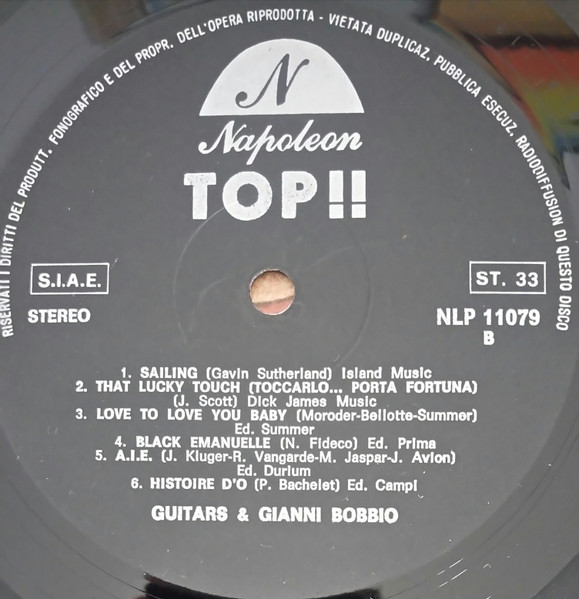 RISERVATI I DIRITTI DEL PRODUTT. FONOGRAFICO E DEL PROPR. DELL'OPERA RIPRODOTTA - VIETATA DUPLICAZ. PUBBLICA ESECUZ. RADIODIFFUSION DI QUESTO DISCO
N
Napoleon
TOP!!
S.I.A.E.
ST. 33
STEREO
NLP 11079
B
1. SAILING (Gavin Sutherland) Island Music
2. THAT LUCKY TOUCH (TOCCARLO... PORTA FORTUNA)
(J. Scott) Dick James Music
3. LOVE TO LOVE YOU BABY (Moroder-Bellotte-Summer)
Ed. Summer
4. BLACK EMANUELLE (N. Fideco) Ed. Prima
5. A.I.E. (J. Kluger-R. Vangarde-M. Jaspar-J. Avion)
Ed. Durium
6. HISTOIRE D'O (P. Bachelet) Ed. Campi
GUITARS & GIANNI BOBBIO